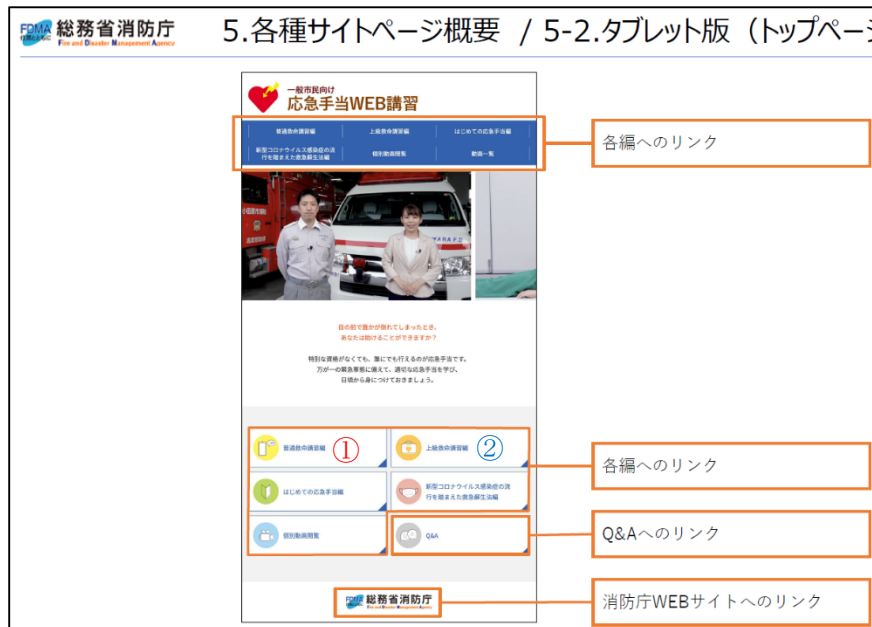 FDMA
住民とともに
総務省消防庁
Fire and Disaster Management Agency
5.各種サイトページ概要 / 5-2.タブレット版（トップペー
一般市民向け
応急手当WEB講習
普通救命講習編
上級救命講習編
はじめての応急手当編
新型コロナウイルス感染症の流
行を踏まえた救急蘇生法編
個別動画閲覧
動画一覧
各編へのリンク
目の前で誰かが倒れてしまったとき、
あなたは助けることができますか？
特別な資格がなくても、誰にでも行えるのが応急手当です。
万が一の緊急事態に備えて、適切な応急手当を学び、
日頃から身につけておきましょう。
普通救命講習編 ①
上級救命講習編 ②
各編へのリンク
はじめての応急手当編
新型コロナウイルス感染症の流
行を踏まえた救急蘇生法編
個別動画閲覧
Q&A
Q&Aへのリンク
FDMA
総務省消防庁
Fire and Disaster Management Agency
消防庁WEBサイトへのリンク